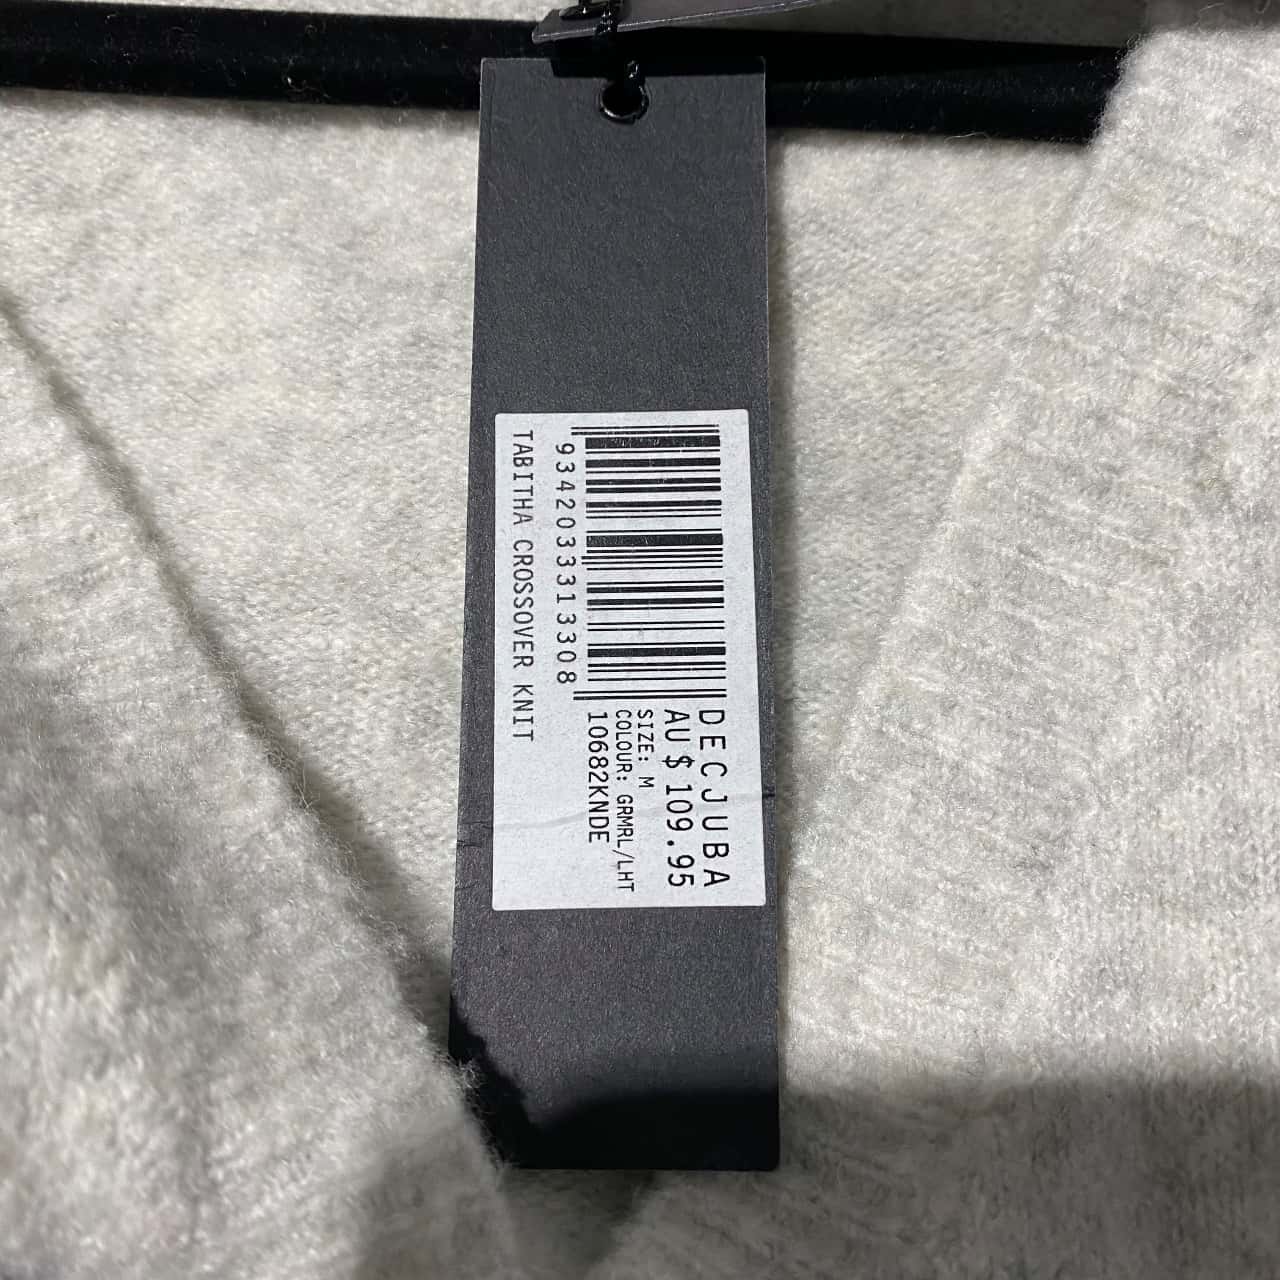 DECJUBA
AU $ 109.95
SIZE: M
COLOUR: GRMRL/LHT
10682KNDE
9342033313308
TABITHA CROSSOVER KNIT